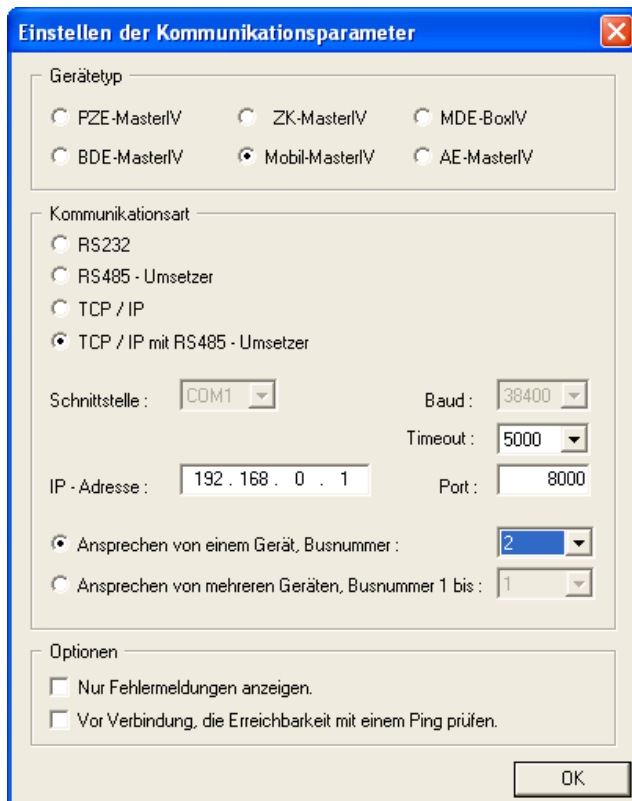 Einstellen der Kommunikationsparameter
Gerätetyp
PZE-MasterIV ZK-MasterIV MDE-BoxIV
BDE-MasterIV Mobil-MasterIV AE-MasterIV
Kommunikationsart
RS232
RS485 - Umsetzer
TCP / IP
TCP / IP mit RS485 - Umsetzer
Schnittstelle : COM1 Baud : 38400
Timeout : 5000
IP - Adresse : 192 . 168 . 0 . 1 Port : 8000
Ansprechen von einem Gerät, Busnummer : 2
Ansprechen von mehreren Geräten, Busnummer 1 bis : 1
Optionen
Nur Fehlermeldungen anzeigen.
Vor Verbindung, die Erreichbarkeit mit einem Ping prüfen.
OK